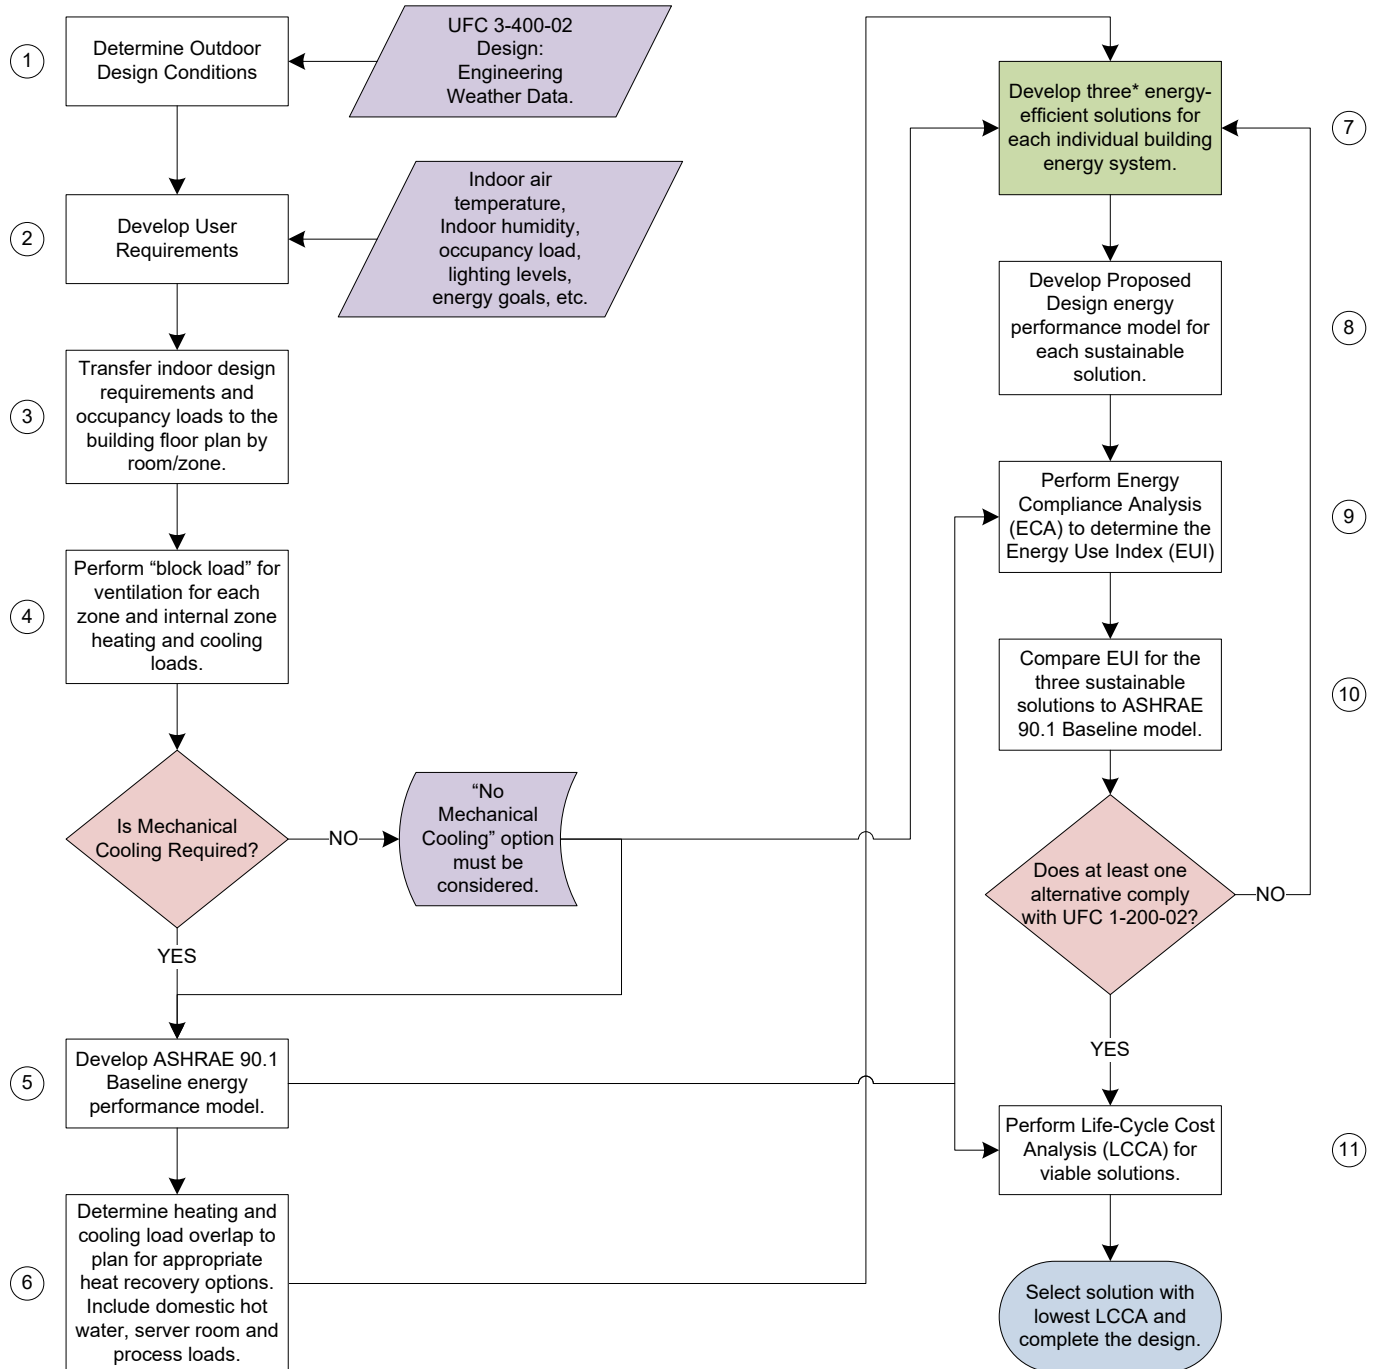 1
Determine Outdoor
Design Conditions
UFC 3-400-02
Design:
Engineering
Weather Data.
2
Develop User
Requirements
Indoor air
temperature,
Indoor humidity,
occupancy load,
lighting levels,
energy goals, etc.
3
Transfer indoor design
requirements and
occupancy loads to the
building floor plan by
room/zone.
4
Perform “block load” for
ventilation for each
zone and internal zone
heating and cooling
loads.
Is Mechanical
Cooling Required?
NO
“No
Mechanical
Cooling” option
must be
considered.
YES
5
Develop ASHRAE 90.1
Baseline energy
performance model.
6
Determine heating and
cooling load overlap to
plan for appropriate
heat recovery options.
Include domestic hot
water, server room and
process loads.
Develop three* energy-
efficient solutions for
each individual building
energy system.
7
Develop Proposed
Design energy
performance model for
each sustainable
solution.
8
Perform Energy
Compliance Analysis
(ECA) to determine the
Energy Use Index (EUI)
9
Compare EUI for the
three sustainable
solutions to ASHRAE
90.1 Baseline model.
10
Does at least one
alternative comply
with UFC 1-200-02?
NO
YES
Perform Life-Cycle Cost
Analysis (LCCA) for
viable solutions.
11
Select solution with
lowest LCCA and
complete the design.